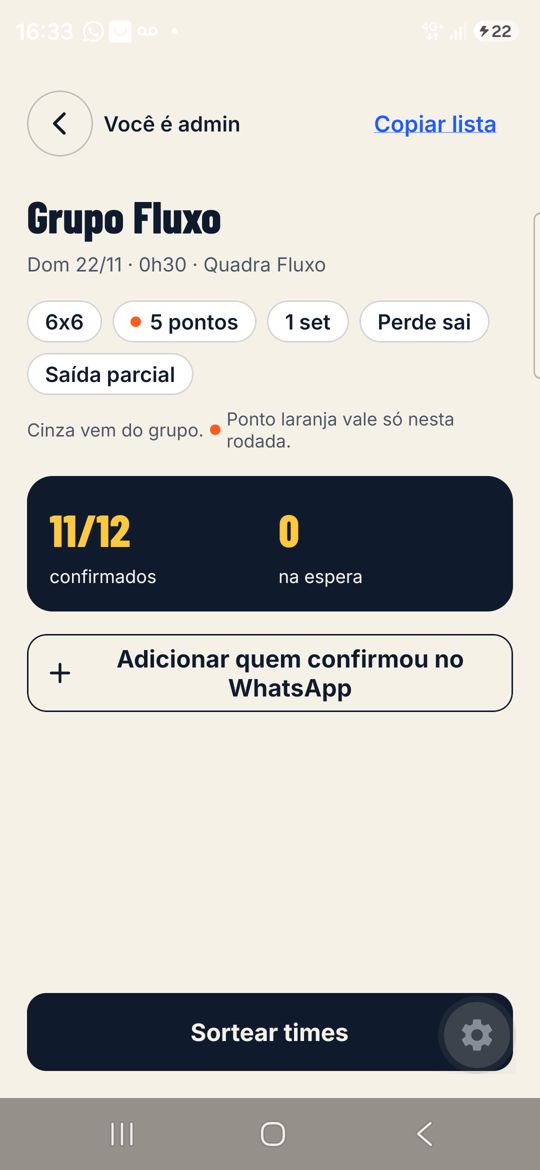 16:33
4G+
22
Você é admin
Copiar lista
Grupo Fluxo
Dom 22/11 · 0h30 · Quadra Fluxo
6x6
5 pontos
1 set
Perde sai
Saída parcial
Cinza vem do grupo.
Ponto laranja vale só nesta
rodada.
11/12
0
confirmados
na espera
+
Adicionar quem confirmou no
WhatsApp
Sortear times